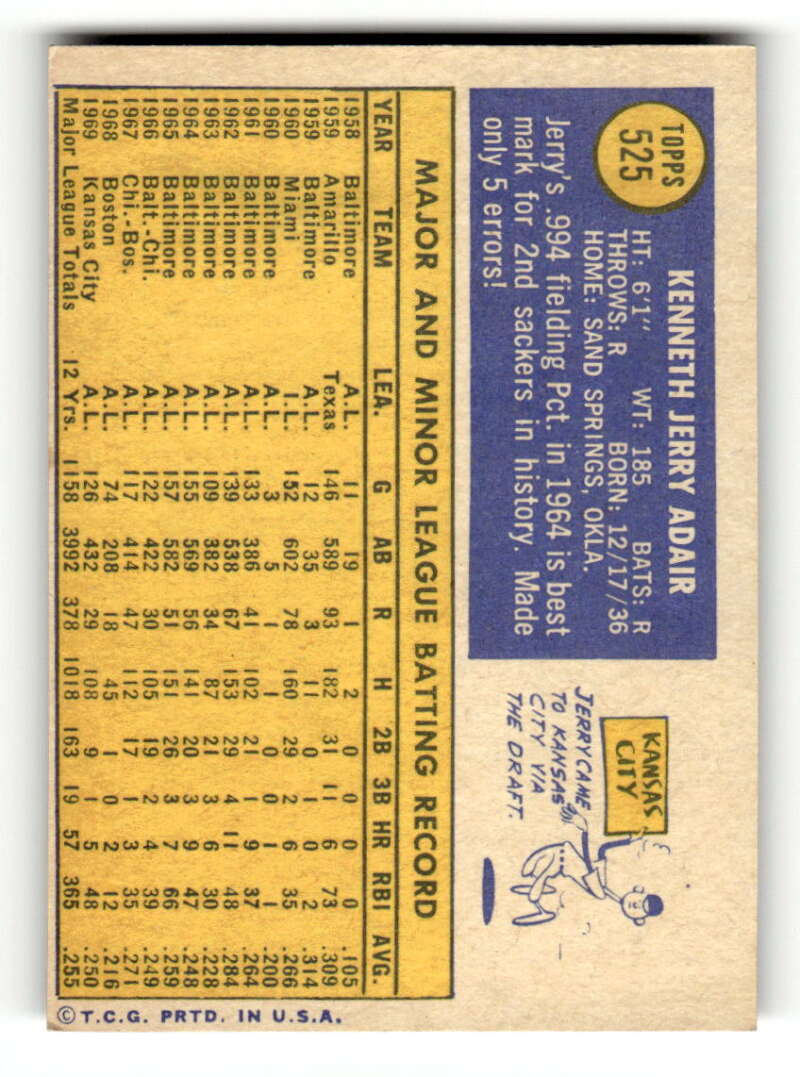 TOPPS
525
KENNETH JERRY ADAIR
HT: 6'1" WT: 185 BATS: R
THROWS: R BORN: 12/17/36
HOME: SAND SPRINGS, OKLA.
Jerry's .994 fielding Pct. in 1964 is best
mark for 2nd sackers in history. Made
only 5 errors!
KANSAS
CITY
JERRY CAME
TO KANSAS
CITY VIA
THE DRAFT.
MAJOR AND MINOR LEAGUE BATTING RECORD
YEAR TEAM LEA. G AB R H 2B 3B HR RBI AVG.
1958 Baltimore A.L. 11 19 1 2 0 0 0 0 .105
1959 Amarillo Texas 146 589 93 182 31 11 6 73 .309
1959 Baltimore A.L. 12 35 3 11 0 1 0 2 .314
1960 Miami I.L. 152 602 78 160 29 2 6 35 .266
1960 Baltimore A.L. 3 5 1 1 0 0 1 1 .200
1961 Baltimore A.L. 133 386 41 102 21 1 9 37 .264
1962 Baltimore A.L. 139 538 67 153 29 4 11 48 .284
1963 Baltimore A.L. 109 382 34 87 21 3 6 30 .228
1964 Baltimore A.L. 155 569 56 141 20 3 9 47 .248
1965 Baltimore A.L. 157 582 51 151 26 3 7 66 .259
1966 Balt.-Chi. A.L. 122 422 30 105 19 2 4 39 .249
1967 Chi.-Bos. A.L. 117 414 47 112 17 1 3 35 .271
1968 Boston A.L. 74 208 18 45 1 0 2 12 .216
1969 Kansas City A.L. 126 432 29 108 9 1 5 48 .250
Major League Totals 12 Yrs. 1158 3992 378 1018 163 19 57 365 .255
© T.C.G. PRTD. IN U.S.A.